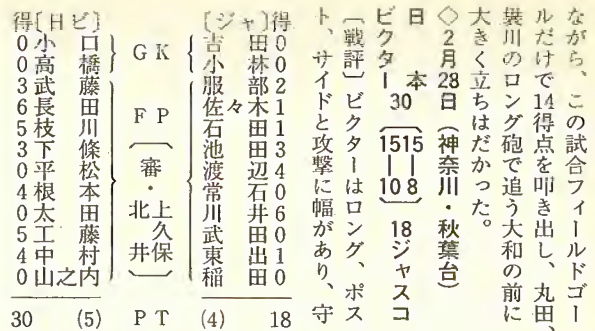 ながら、この試合フィールドゴー
ルだけで14得点を叩き出し、丸田、
川のロング砲で追う大和の前に
大きく立ちはだかった。
◇2月28日(神奈川・秋葉台)
日本
ビクター 30 (15―8 15―10) 18 ジャスコ
〔戦評〕ビクターはロング、ポス
ト、サイドと攻撃に幅があり、守
得〔日ビ〕 〔ジャ〕得
0 小口 GK 吉田 0
0 高橋 小林 0
3 武藤 FP 服部 2
6 長田 佐々木 1
5 枝川 石田 1
3 下條 池田 3
0 平松 渡辺 4
4 根本 常石 0
0 太田 川井 6
5 工藤 武田 0
4 中村 東出 1
0 山之内 稲田 0
(審・上久保 北井)
30 (5) PT (4) 18